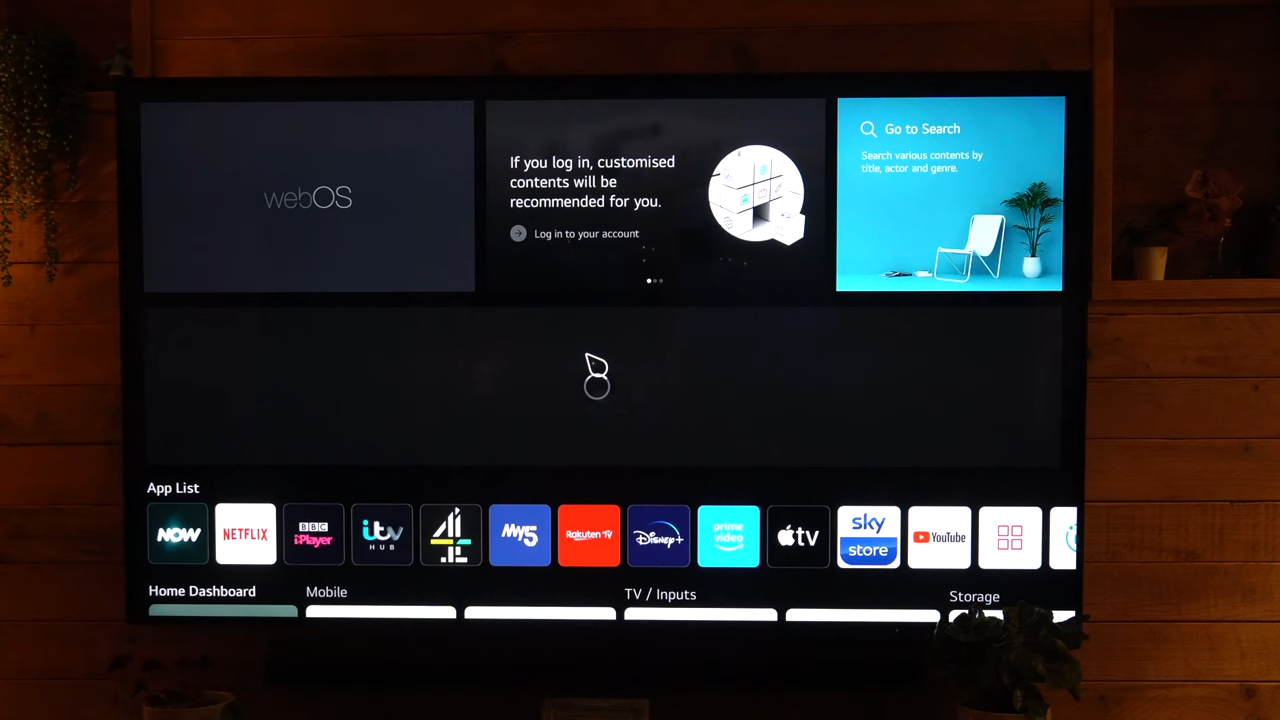 webOS
If you log in, customised
contents will be
recommended for you.
Log in to your account
Go to Search
Search various contents by
title, actor and genre.
App List
NOW
NETFLIX
BBC
iPlayer
itv
HUB
4
My5
Rakuten TV
Disney+
prime
video
tv
sky
store
YouTube
Home Dashboard
Mobile
TV / Inputs
Storage